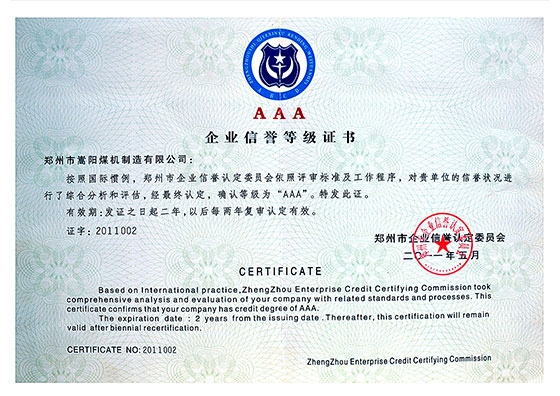 ZHENGZHOUSHI QIYEXINYU RENDING WEIYUANHUI
AAA
企业信誉等级证书
郑州市嵩阳煤机制造有限公司：
按照国际惯例，郑州市企业信誉认定委员会依照评审标准及工作程序，对贵单位的信誉状况进
行了综合分析和评估，经最终认定，确认等级为“AAA”。特发此证。
有效期：发证之日起二年，以后每两年复审认定有效。
证字：2011002
郑州市企业信誉认定委员会
二〇一一年五月
CERTIFICATE
Based on International practice,ZhengZhou Enterprise Credit Certifying Commission took
comprehensive analysis and evaluation of your company with related standards and processes. This
certificate confirms that your company has credit degree of AAA.
The expiration date : 2 years from the issuing date .Thereafter, this certification will remain
valid after biennial recertification.
CERTIFICATE NO:2011002
ZhengZhou Enterprise Credit Certifying Commission